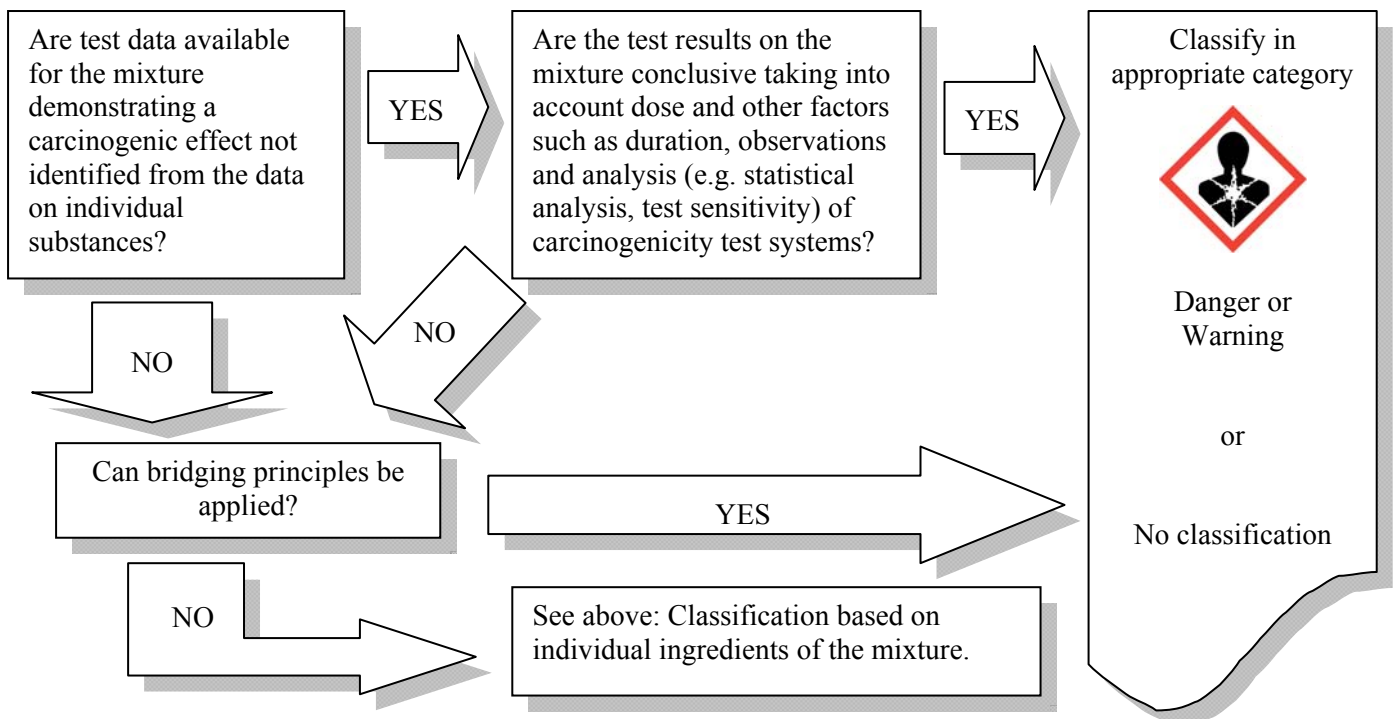 Are test data available
for the mixture
demonstrating a
carcinogenic effect not
identified from the data
on individual
substances?
YES
Are the test results on the
mixture conclusive taking into
account dose and other factors
such as duration, observations
and analysis (e.g. statistical
analysis, test sensitivity) of
carcinogenicity test systems?
YES
Classify in
appropriate category
Danger or
Warning
or
No classification
NO
NO
Can bridging principles be
applied?
YES
NO
See above: Classification based on
individual ingredients of the mixture.